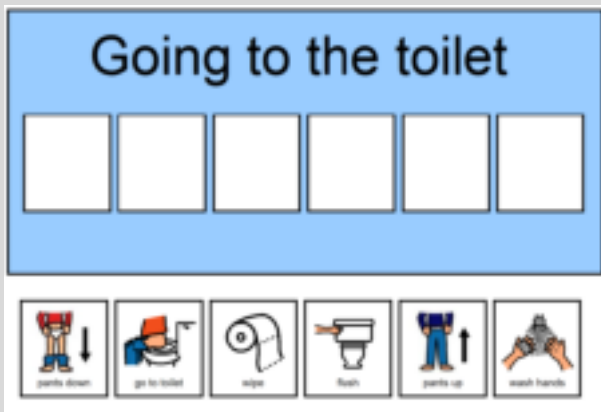 Going to the toilet
pants down
go to toilet
wipe
flush
pants up
wash hands